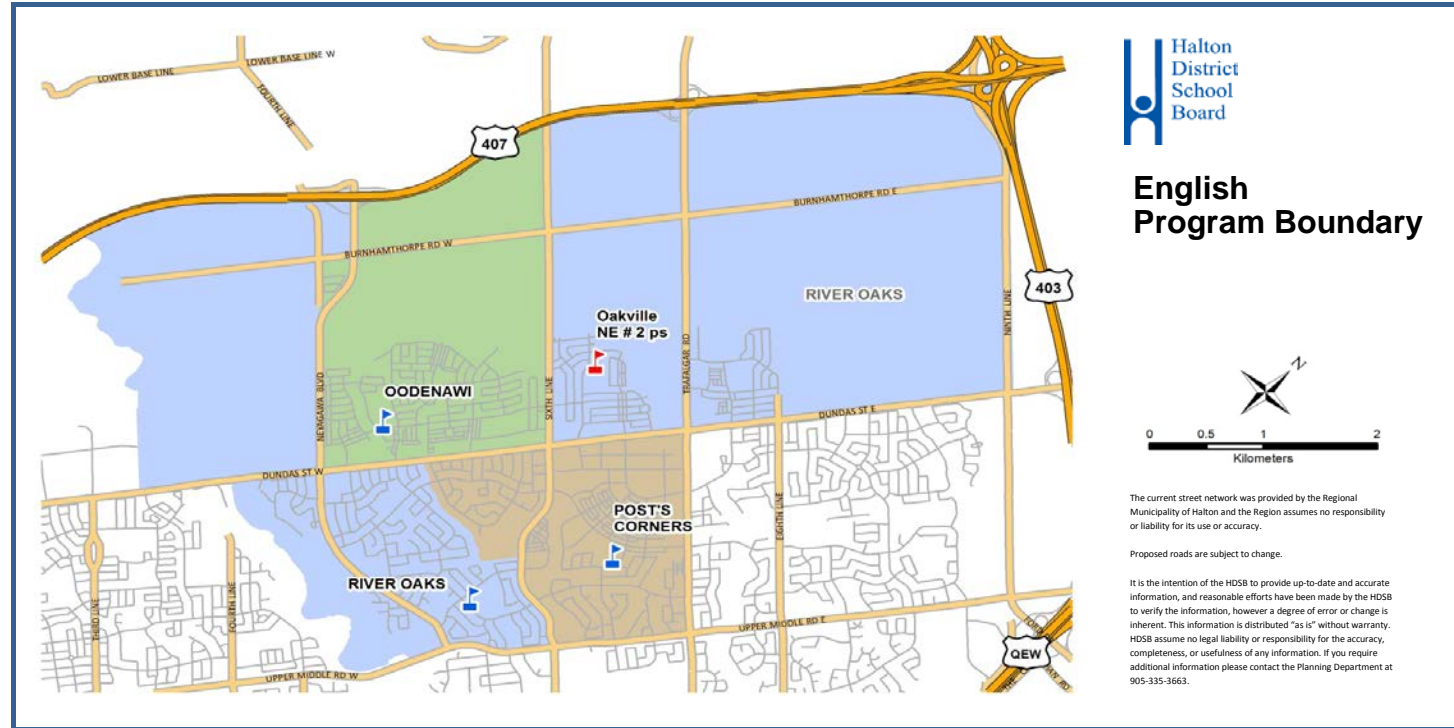 LOWER BASE LINE
LOWER BASE LINE W
FOURTH LINE
407
BURNHAMTHORPE RD W
BURNHAMTHORPE RD E
RIVER OAKS
403
NINTH LINE
Oakville
NE # 2 ps
TRAFALGAR RD
SIXTH LINE
NEYAGAWA BLVD
OODENAWI
DUNDAS ST E
DUNDAS ST W
POST'S
CORNERS
EIGHTH LINE
RIVER OAKS
THIRD LINE
FOURTH LINE
UPPER MIDDLE RD E
UPPER MIDDLE RD W
QEW
Halton
District
School
Board
English
Program Boundary
N
0 0.5 1 2
Kilometers
The current street network was provided by the Regional
Municipality of Halton and the Region assumes no responsibility
or liability for its use or accuracy.
Proposed roads are subject to change.
It is the intention of the HDSB to provide up-to-date and accurate
information, and reasonable efforts have been made by the HDSB
to verify the information, however a degree of error or change is
inherent. This information is distributed "as is" without warranty.
HDSB assume no legal liability or responsibility for the accuracy,
completeness, or usefulness of any information. If you require
additional information please contact the Planning Department at
905-335-3663.